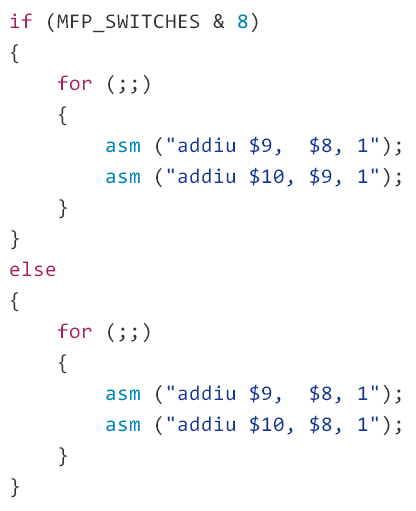 if (MFP_SWITCHES & 8)
{
    for (;;)
    {
        asm ("addiu $9,  $8, 1");
        asm ("addiu $10, $9, 1");
    }
}
else
{
    for (;;)
    {
        asm ("addiu $9,  $8, 1");
        asm ("addiu $10, $8, 1");
    }
}